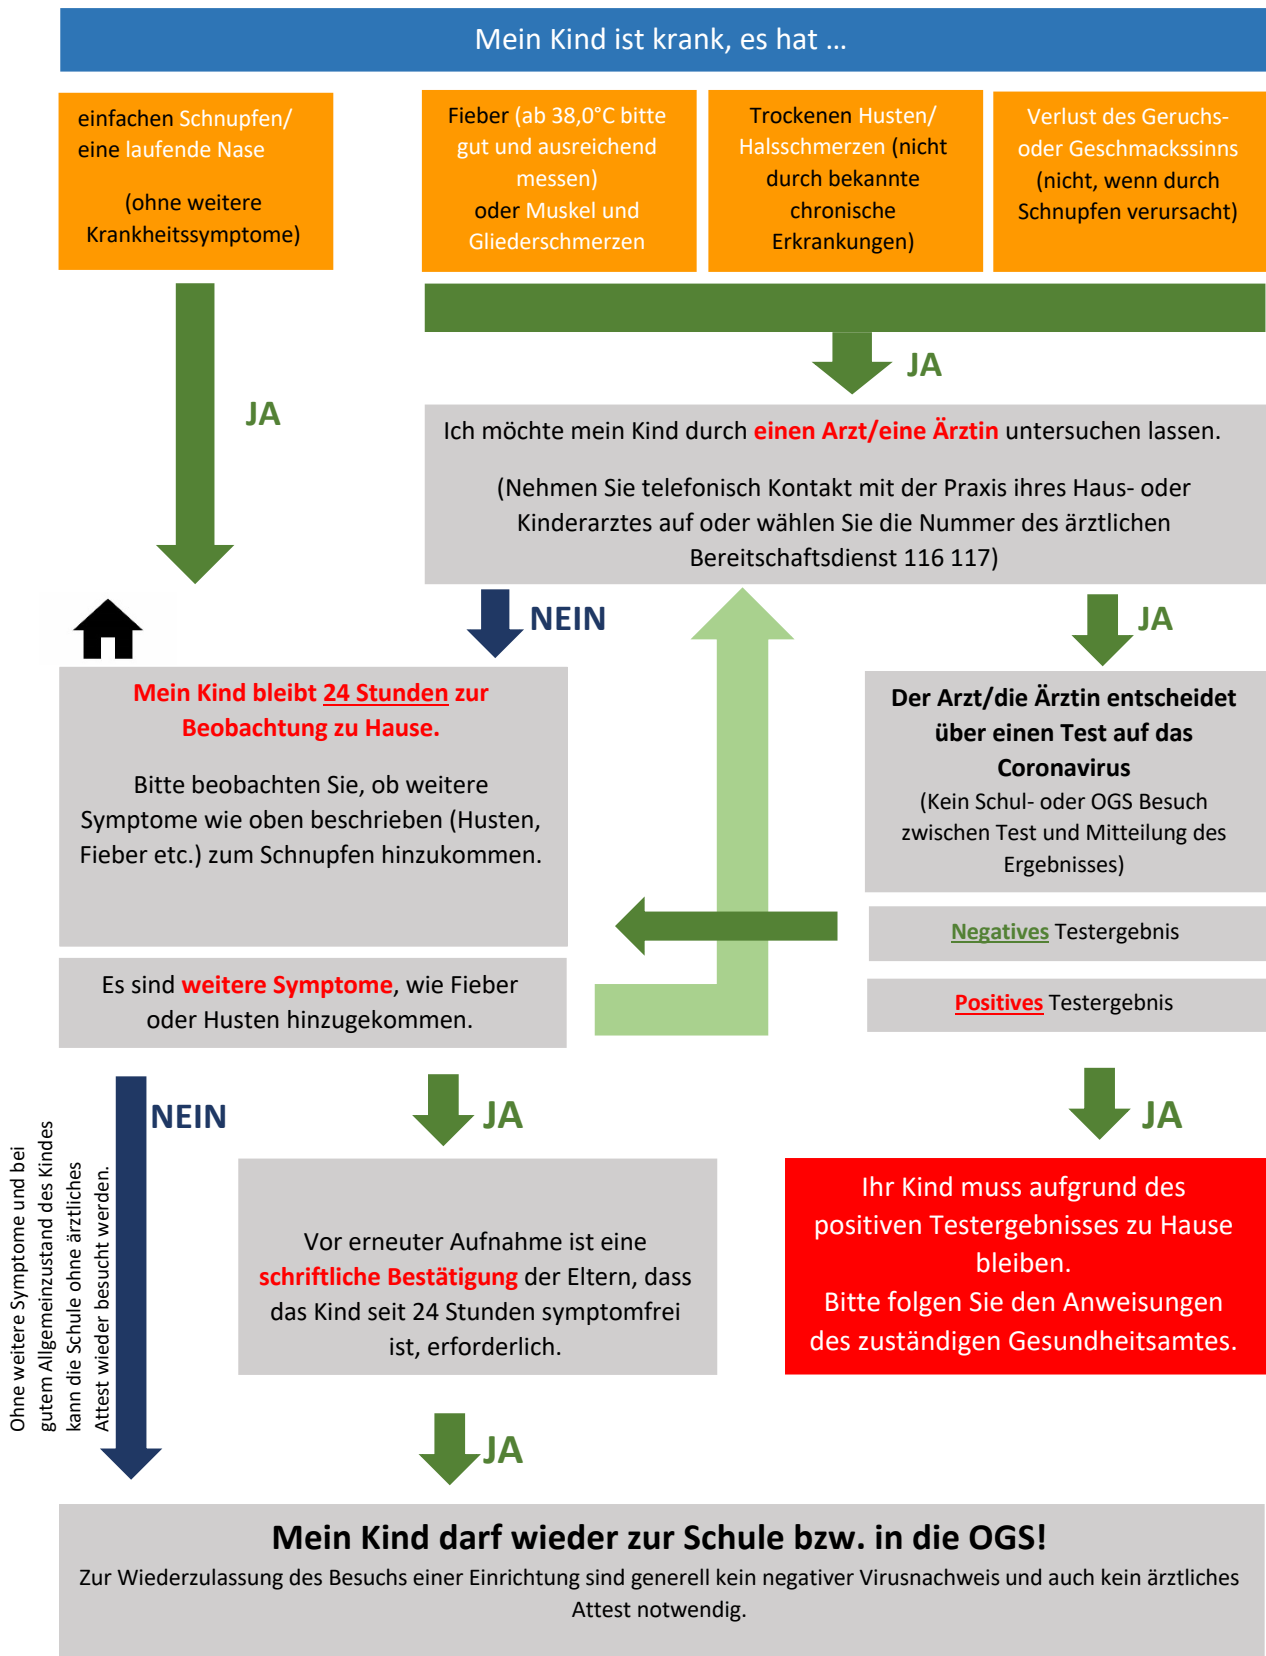 Mein Kind ist krank, es hat …
einfachen Schnupfen/
eine laufende Nase
(ohne weitere
Krankheitssymptome)
Fieber (ab 38,0°C bitte
gut und ausreichend
messen)
oder Muskel und
Gliederschmerzen
Trockenen Husten/
Halsschmerzen (nicht
durch bekannte
chronische
Erkrankungen)
Verlust des Geruchs-
oder Geschmackssinns
(nicht, wenn durch
Schnupfen verursacht)
JA
JA
Ich möchte mein Kind durch einen Arzt/eine Ärztin untersuchen lassen.
(Nehmen Sie telefonisch Kontakt mit der Praxis ihres Haus- oder
Kinderarztes auf oder wählen Sie die Nummer des ärztlichen
Bereitschaftsdienst 116 117)
NEIN
JA
Mein Kind bleibt 24 Stunden zur
Beobachtung zu Hause.
Bitte beobachten Sie, ob weitere
Symptome wie oben beschrieben (Husten,
Fieber etc.) zum Schnupfen hinzukommen.
Der Arzt/die Ärztin entscheidet
über einen Test auf das
Coronavirus
(Kein Schul- oder OGS Besuch
zwischen Test und Mitteilung des
Ergebnisses)
Negatives Testergebnis
Positives Testergebnis
Es sind weitere Symptome, wie Fieber
oder Husten hinzugekommen.
NEIN
JA
JA
Ohne weitere Symptome und bei
gutem Allgemeinzustand des Kindes
kann die Schule ohne ärztliches
Attest wieder besucht werden.
Vor erneuter Aufnahme ist eine
schriftliche Bestätigung der Eltern, dass
das Kind seit 24 Stunden symptomfrei
ist, erforderlich.
Ihr Kind muss aufgrund des
positiven Testergebnisses zu Hause
bleiben.
Bitte folgen Sie den Anweisungen
des zuständigen Gesundheitsamtes.
JA
Mein Kind darf wieder zur Schule bzw. in die OGS!
Zur Wiederzulassung des Besuchs einer Einrichtung sind generell kein negativer Virusnachweis und auch kein ärztliches
Attest notwendig.